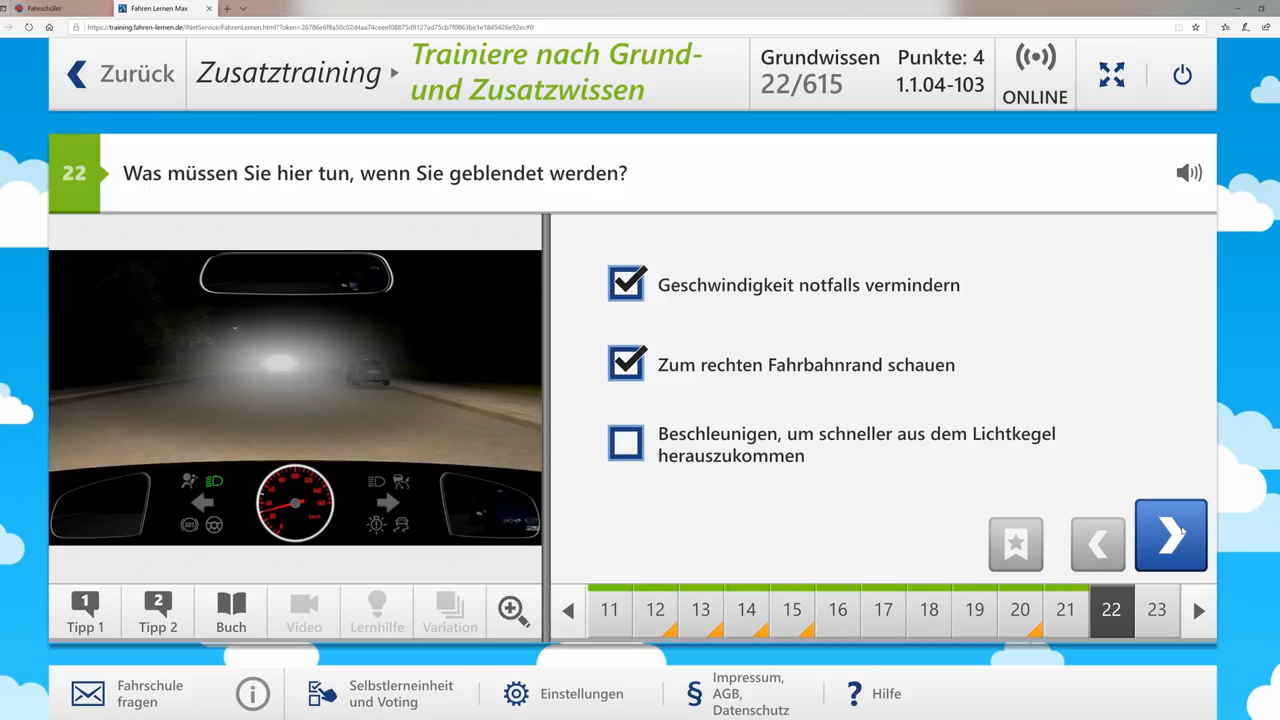 Fahrschüler
Fahren Lernen Max
Zurück
Zusatztraining
Trainiere nach Grund-
und Zusatzwissen
Grundwissen
22/615
Punkte: 4
1.1.04-103
ONLINE
22
Was müssen Sie hier tun, wenn Sie geblendet werden?
Geschwindigkeit notfalls vermindern
Zum rechten Fahrbahnrand schauen
Beschleunigen, um schneller aus dem Lichtkegel
herauszukommen
1
Tipp 1
2
Tipp 2
Buch
Video
Lernhilfe
Variation
11
12
13
14
15
16
17
18
19
20
21
22
23
Fahrschule
fragen
Selbstlerneinheit
und Voting
Einstellungen
§
Impressum,
AGB,
Datenschutz
?
Hilfe